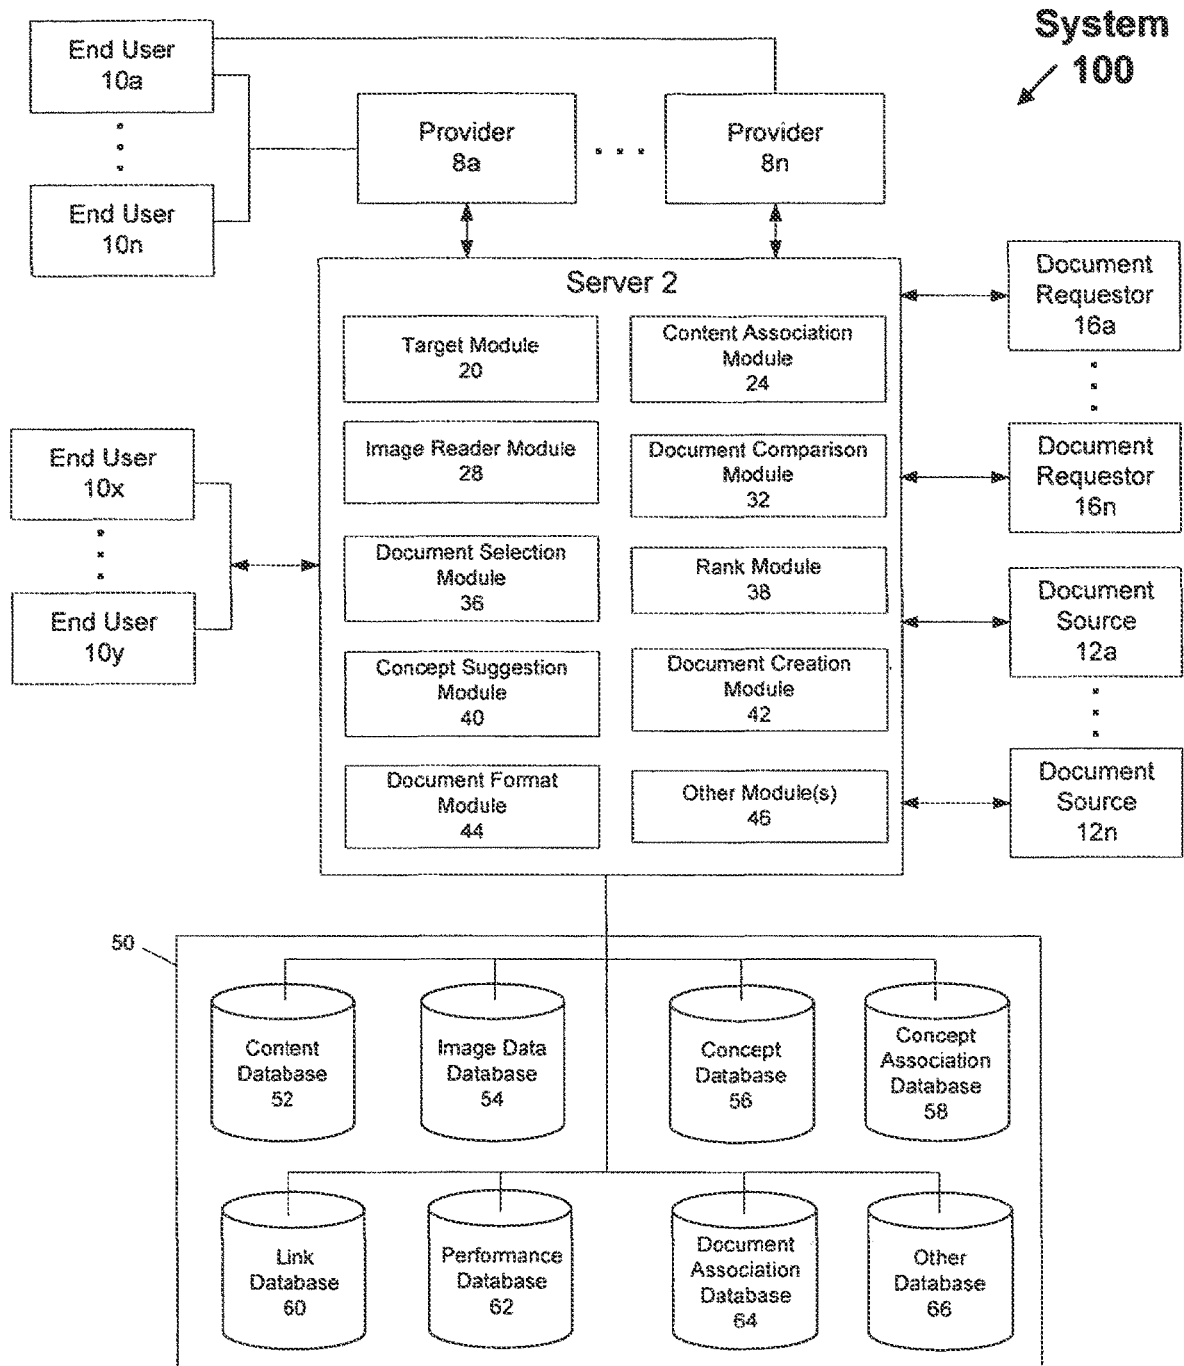 System
100
End User
10a
Provider
8a
Provider
8n
End User
10n
Server 2
Document
Requestor
16a
Target Module
20
Content Association
Module
24
Image Reader Module
28
Document Comparison
Module
32
Document
Requestor
16n
End User
10x
Document Selection
Module
36
Rank Module
38
Document
Source
12a
End User
10y
Concept Suggestion
Module
40
Document Creation
Module
42
Document Format
Module
44
Other Module(s)
46
Document
Source
12n
50
Content
Database
52
Image Data
Database
54
Concept
Database
56
Concept
Association
Database
58
Link
Database
60
Performance
Database
62
Document
Association
Database
64
Other
Database
66